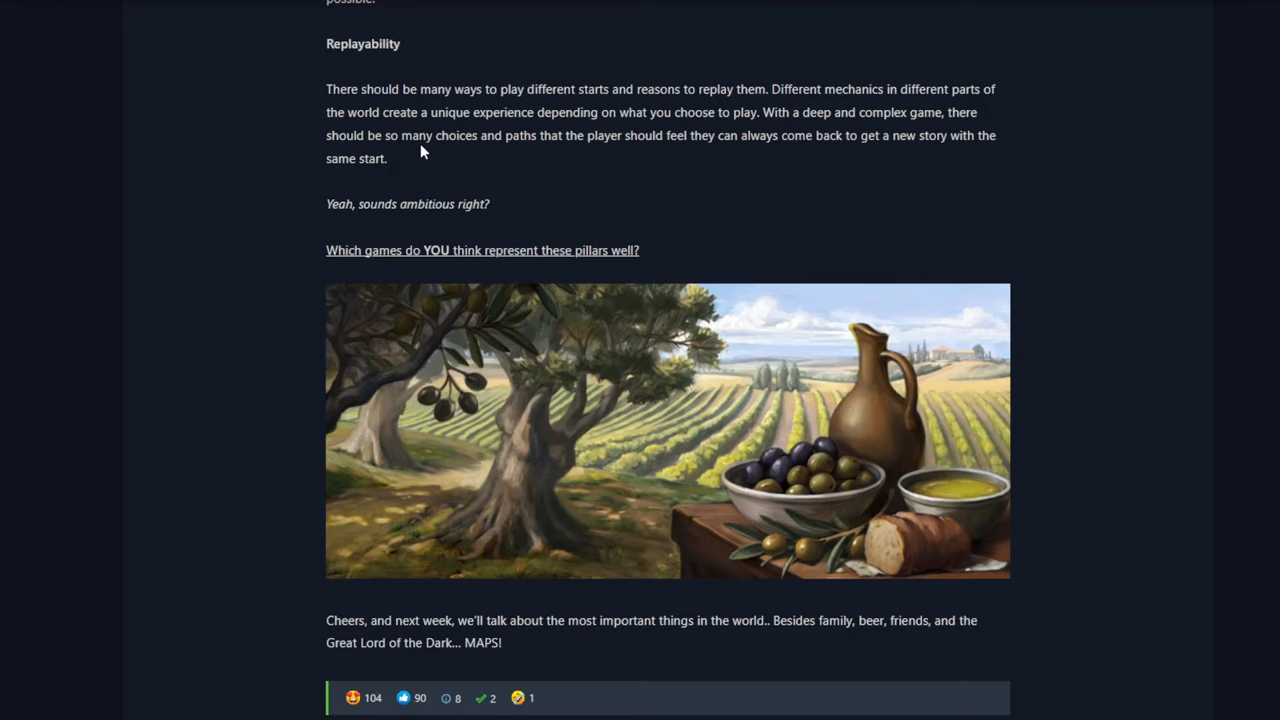 possible.
Replayability
There should be many ways to play different starts and reasons to replay them. Different mechanics in different parts of
the world create a unique experience depending on what you choose to play. With a deep and complex game, there
should be so many choices and paths that the player should feel they can always come back to get a new story with the
same start.
Yeah, sounds ambitious right?
Which games do YOU think represent these pillars well?
Cheers, and next week, we'll talk about the most important things in the world.. Besides family, beer, friends, and the
Great Lord of the Dark... MAPS!
104 90 8 2 1